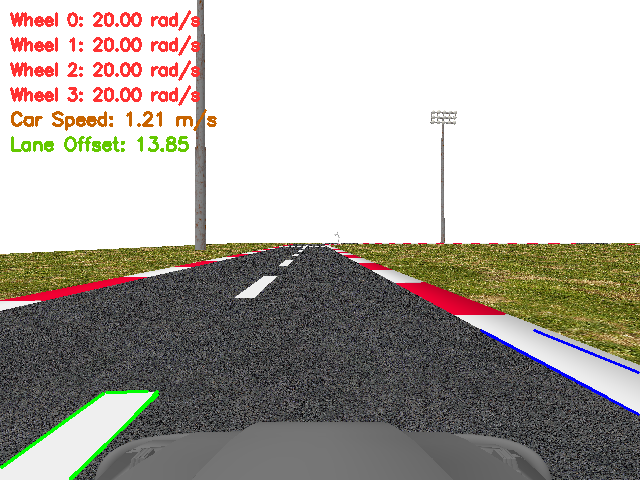 Wheel 0: 20.00 rad/s
Wheel 1: 20.00 rad/s
Wheel 2: 20.00 rad/s
Wheel 3: 20.00 rad/s
Car Speed: 1.21 m/s
Lane Offset: 13.85